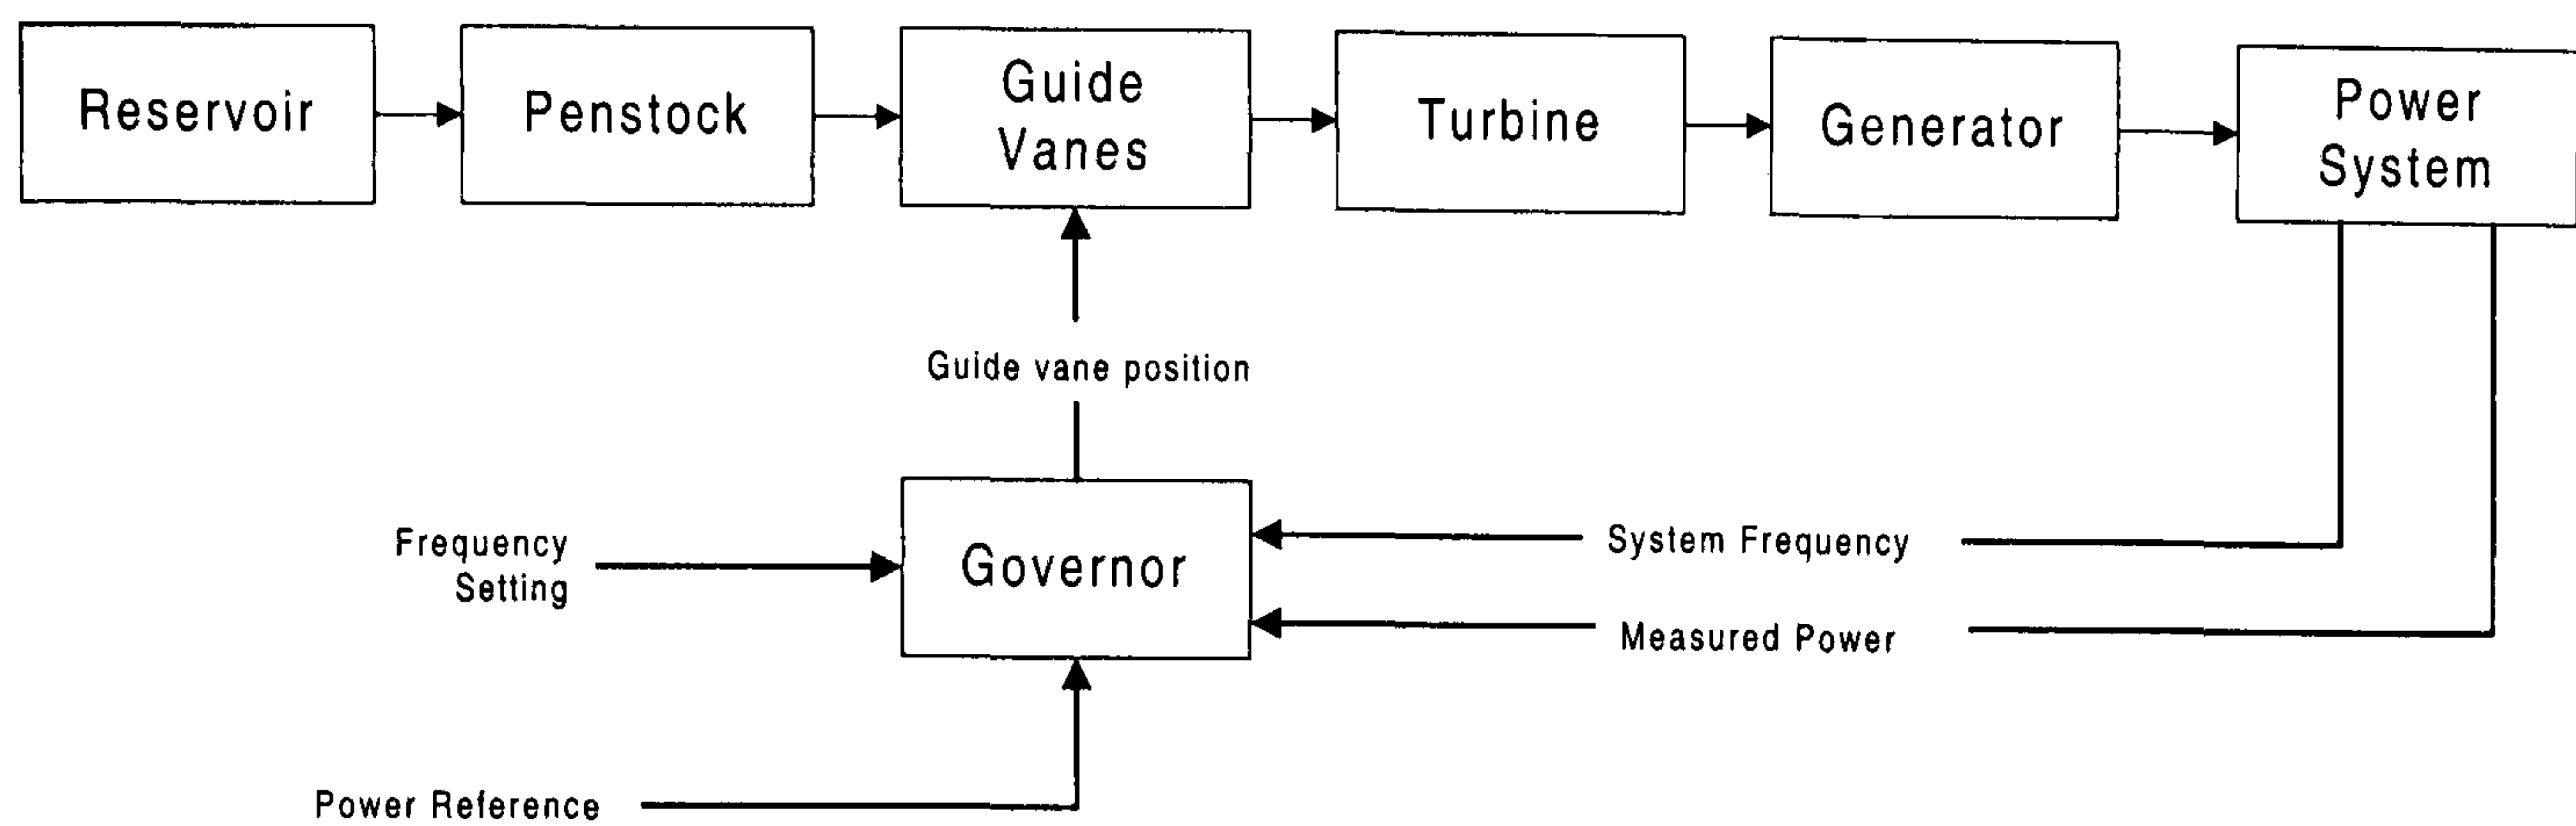 Reservoir
Penstock
Guide
Vanes
Turbine
Generator
Power
System
Guide vane position
Frequency
Setting
Governor
System Frequency
Measured Power
Power Reference